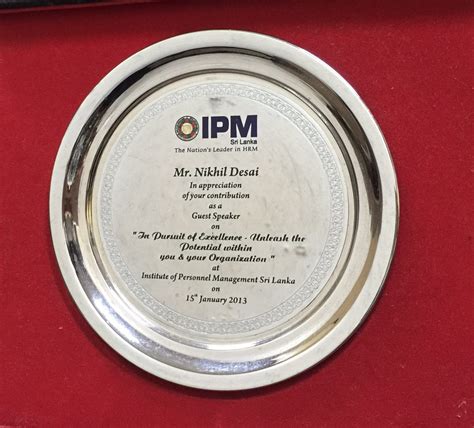 IPM
Sri Lanka
The Nation's Leader in HRM
Mr. Nikhil Desai
In appreciation
of your contribution
as a
Guest Speaker
on
"In Pursuit of Excellence - Unleash the
Potential within
you & your Organization"
at
Institute of Personnel Management Sri Lanka
on
15th January 2013